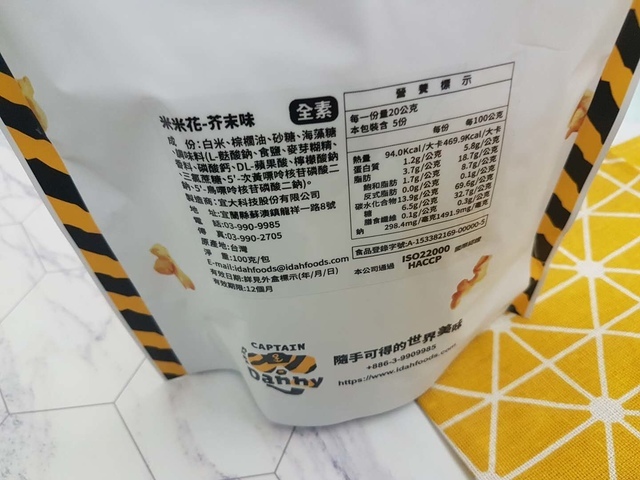 米米花-芥末味
全素
成 份:白米、棕櫚油、砂糖、海藻糖
調味料(L-麩酸鈉、食鹽、麥芽糊精、
香料、磷酸鈣、DL-蘋果酸、檸檬酸鈉
、三氯蔗糖、5'-次黃嘌呤核苷磷酸二
鈉、5'-鳥嘌呤核苷磷酸二鈉)。
製造商:宜大科技股份有限公司
地 址:宜蘭縣蘇澳鎮龍祥一路8號
電 話:03-990-9985
傳 真:03-990-2705
原產地:台灣
淨 重:100克/包
E-mail:idahfoods@idahfoods.com
有效日期:詳見外盒標示(年/月/日)
有效期限:12個月
營養標示
每一份量20公克
本包裝含 5份
每份 每100公克
熱量 94.0Kcal/大卡 469.9Kcal/大卡
蛋白質 1.2g/公克 5.8g/公克
脂肪 3.7g/公克 18.7g/公克
飽和脂肪 1.7g/公克 8.7g/公克
反式脂肪 0.1g/公克 0.1g/公克
碳水化合物 13.9g/公克 69.6g/公克
糖 6.5g/公克 32.7g/公克
膳食纖維 0.1g/公克 0.3g/公克
鈉 298.4mg/毫克 1491.9mg/毫克
食品登錄字號:A-153382169-00000-5
本公司通過 ISO22000 HACCP 國際認證
CAPTAIN
Danny
隨手可得的世界美味
+886-3-9909985
https://www.idahfoods.com